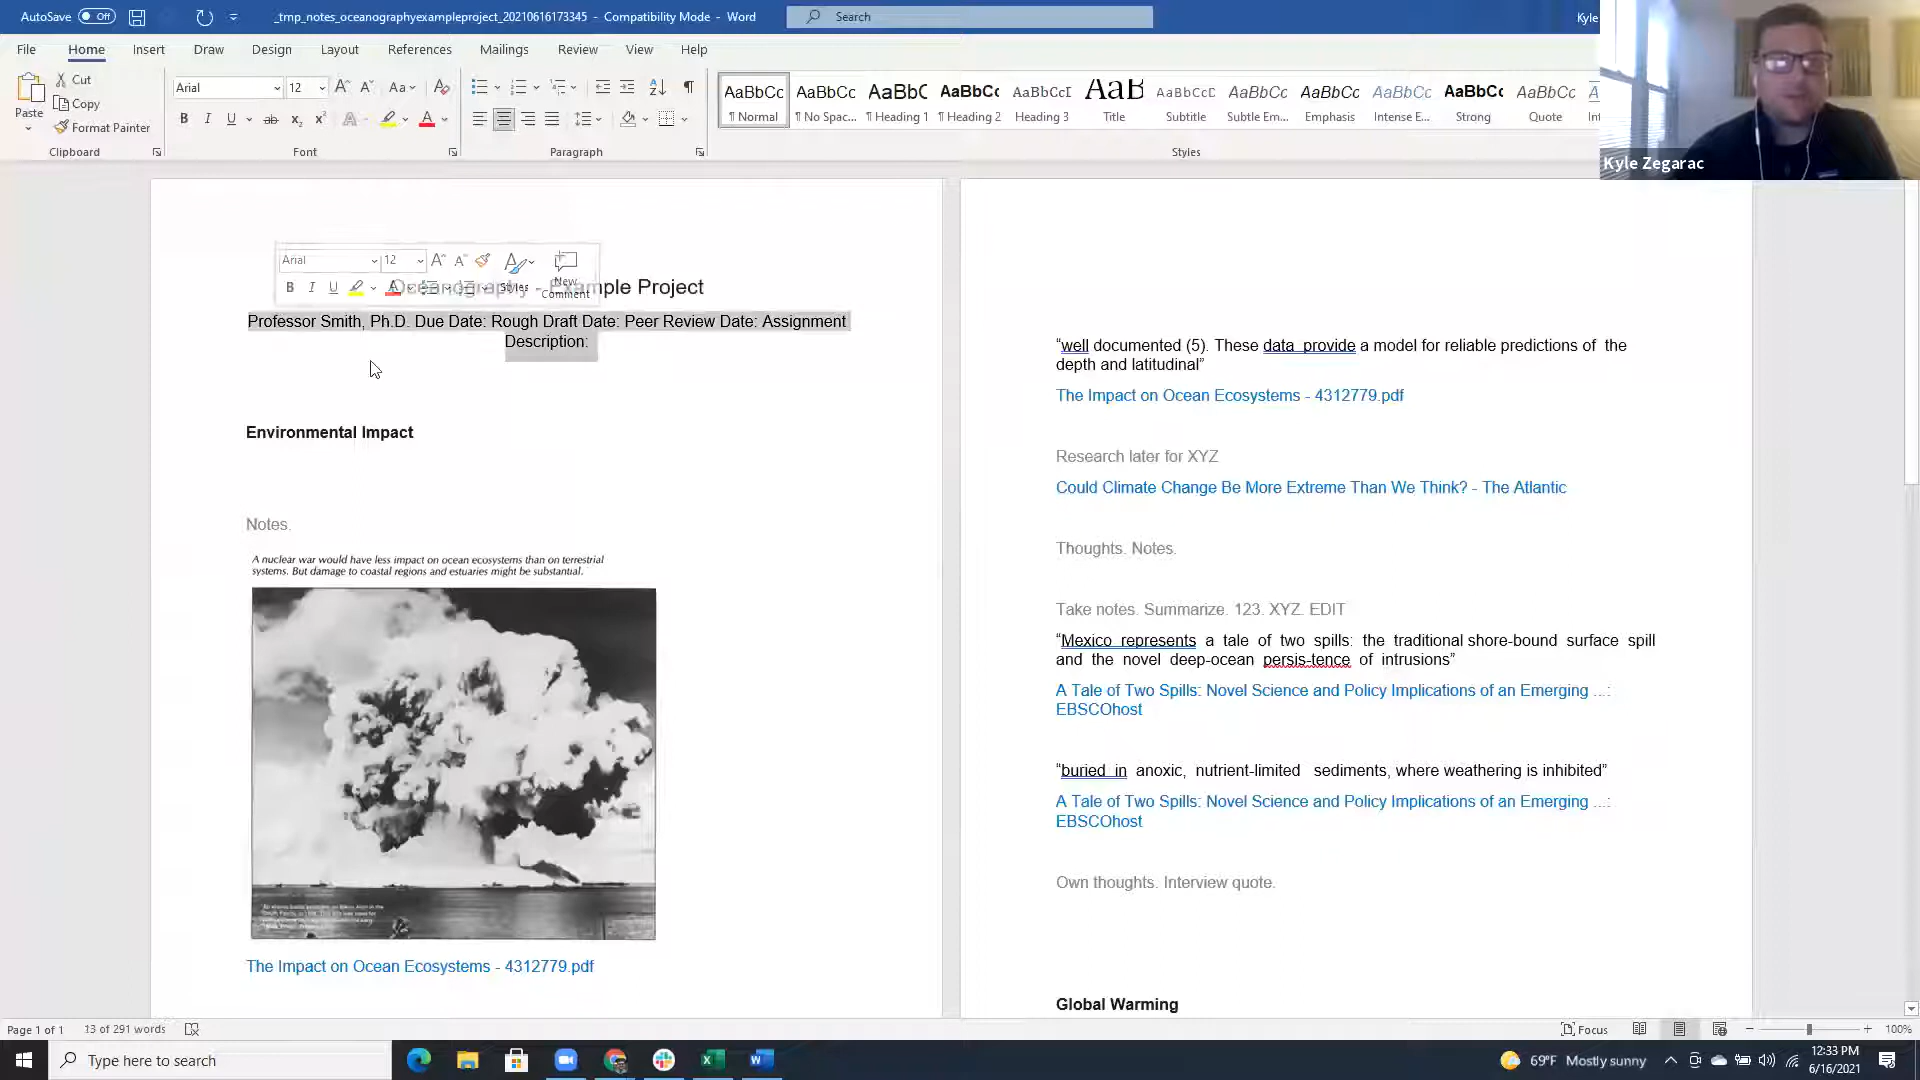 AutoSave Off
_tmp_notes_oceanographyexampleproject_20210616173345 - Compatibility Mode - Word
Search
Kyle
File Home Insert Draw Design Layout References Mailings Review View Help
Paste
Cut
Copy
Format Painter
Clipboard
Arial 12
Font
Paragraph
AaBbCc AaBbCc AaBbC AaBbCc AaBbCcI AaB AaBbCcD AaBbCc AaBbCc AaBbCc AaBbCc AaBbCc
¶ Normal ¶ No Spac... ¶ Heading 1 ¶ Heading 2 Heading 3 Title Subtitle Subtle Em... Emphasis Intense E... Strong Quote
Styles
Kyle Zegarac
Arial 12
Styles
New Comment
Oceanography - Example Project
Professor Smith, Ph.D. Due Date: Rough Draft Date: Peer Review Date: Assignment
Description:
Environmental Impact
Notes.
A nuclear war would have less impact on ocean ecosystems than on terrestrial
systems. But damage to coastal regions and estuaries might be substantial.
The Impact on Ocean Ecosystems - 4312779.pdf
“well documented (5). These data provide a model for reliable predictions of the
depth and latitudinal”
The Impact on Ocean Ecosystems - 4312779.pdf
Research later for XYZ
Could Climate Change Be More Extreme Than We Think? - The Atlantic
Thoughts. Notes.
Take notes. Summarize. 123. XYZ. EDIT
“Mexico represents a tale of two spills: the traditional shore-bound surface spill
and the novel deep-ocean persis-tence of intrusions”
A Tale of Two Spills: Novel Science and Policy Implications of an Emerging ...:
EBSCOhost
“buried in anoxic, nutrient-limited sediments, where weathering is inhibited”
A Tale of Two Spills: Novel Science and Policy Implications of an Emerging ...:
EBSCOhost
Own thoughts. Interview quote.
Global Warming
Page 1 of 1 13 of 291 words
Focus
100%
Type here to search
69°F Mostly sunny
12:33 PM
6/16/2021